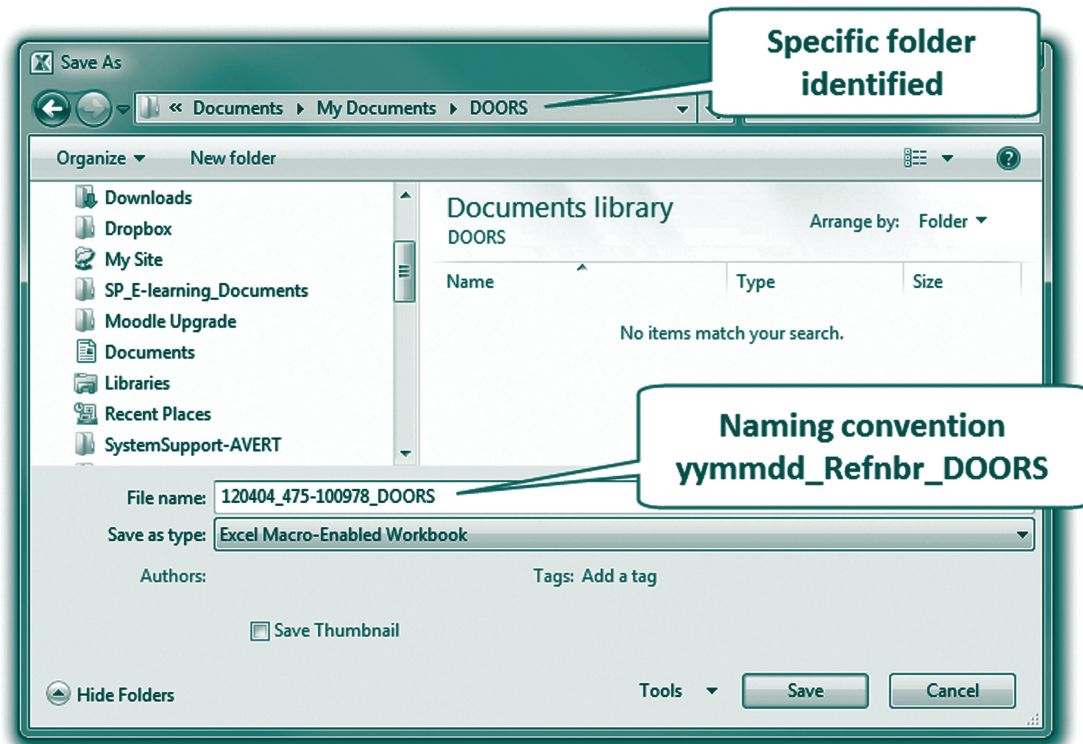 Specific folder
identified
Save As
« Documents ▸ My Documents ▸ DOORS
Organize ▾ New folder
Downloads
Dropbox
My Site
SP_E-learning_Documents
Moodle Upgrade
Documents
Libraries
Recent Places
SystemSupport-AVERT
Documents library
DOORS
Arrange by: Folder ▾
Name Type Size
No items match your search.
Naming convention
yymmdd_Refnbr_DOORS
File name: 120404_475-100978_DOORS
Save as type: Excel Macro-Enabled Workbook
Authors: Tags: Add a tag
Save Thumbnail
Hide Folders Tools ▾ Save Cancel